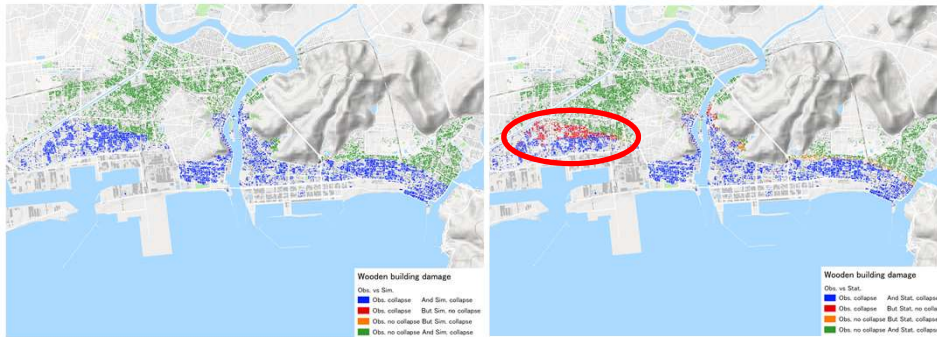 Wooden building damage
Obs. vs Sim.
Obs. collapse And Sim. collapse
Obs. collapse But Sim. no collapse
Obs. no collapse But Sim. collapse
Obs. no collapse And Sim. collapse
Wooden building damage
Obs. vs Stat.
Obs. collapse And Stat. collapse
Obs. collapse But Stat. no collap
Obs. no collapse But Stat. collapse
Obs. no collapse And Stat. collapse